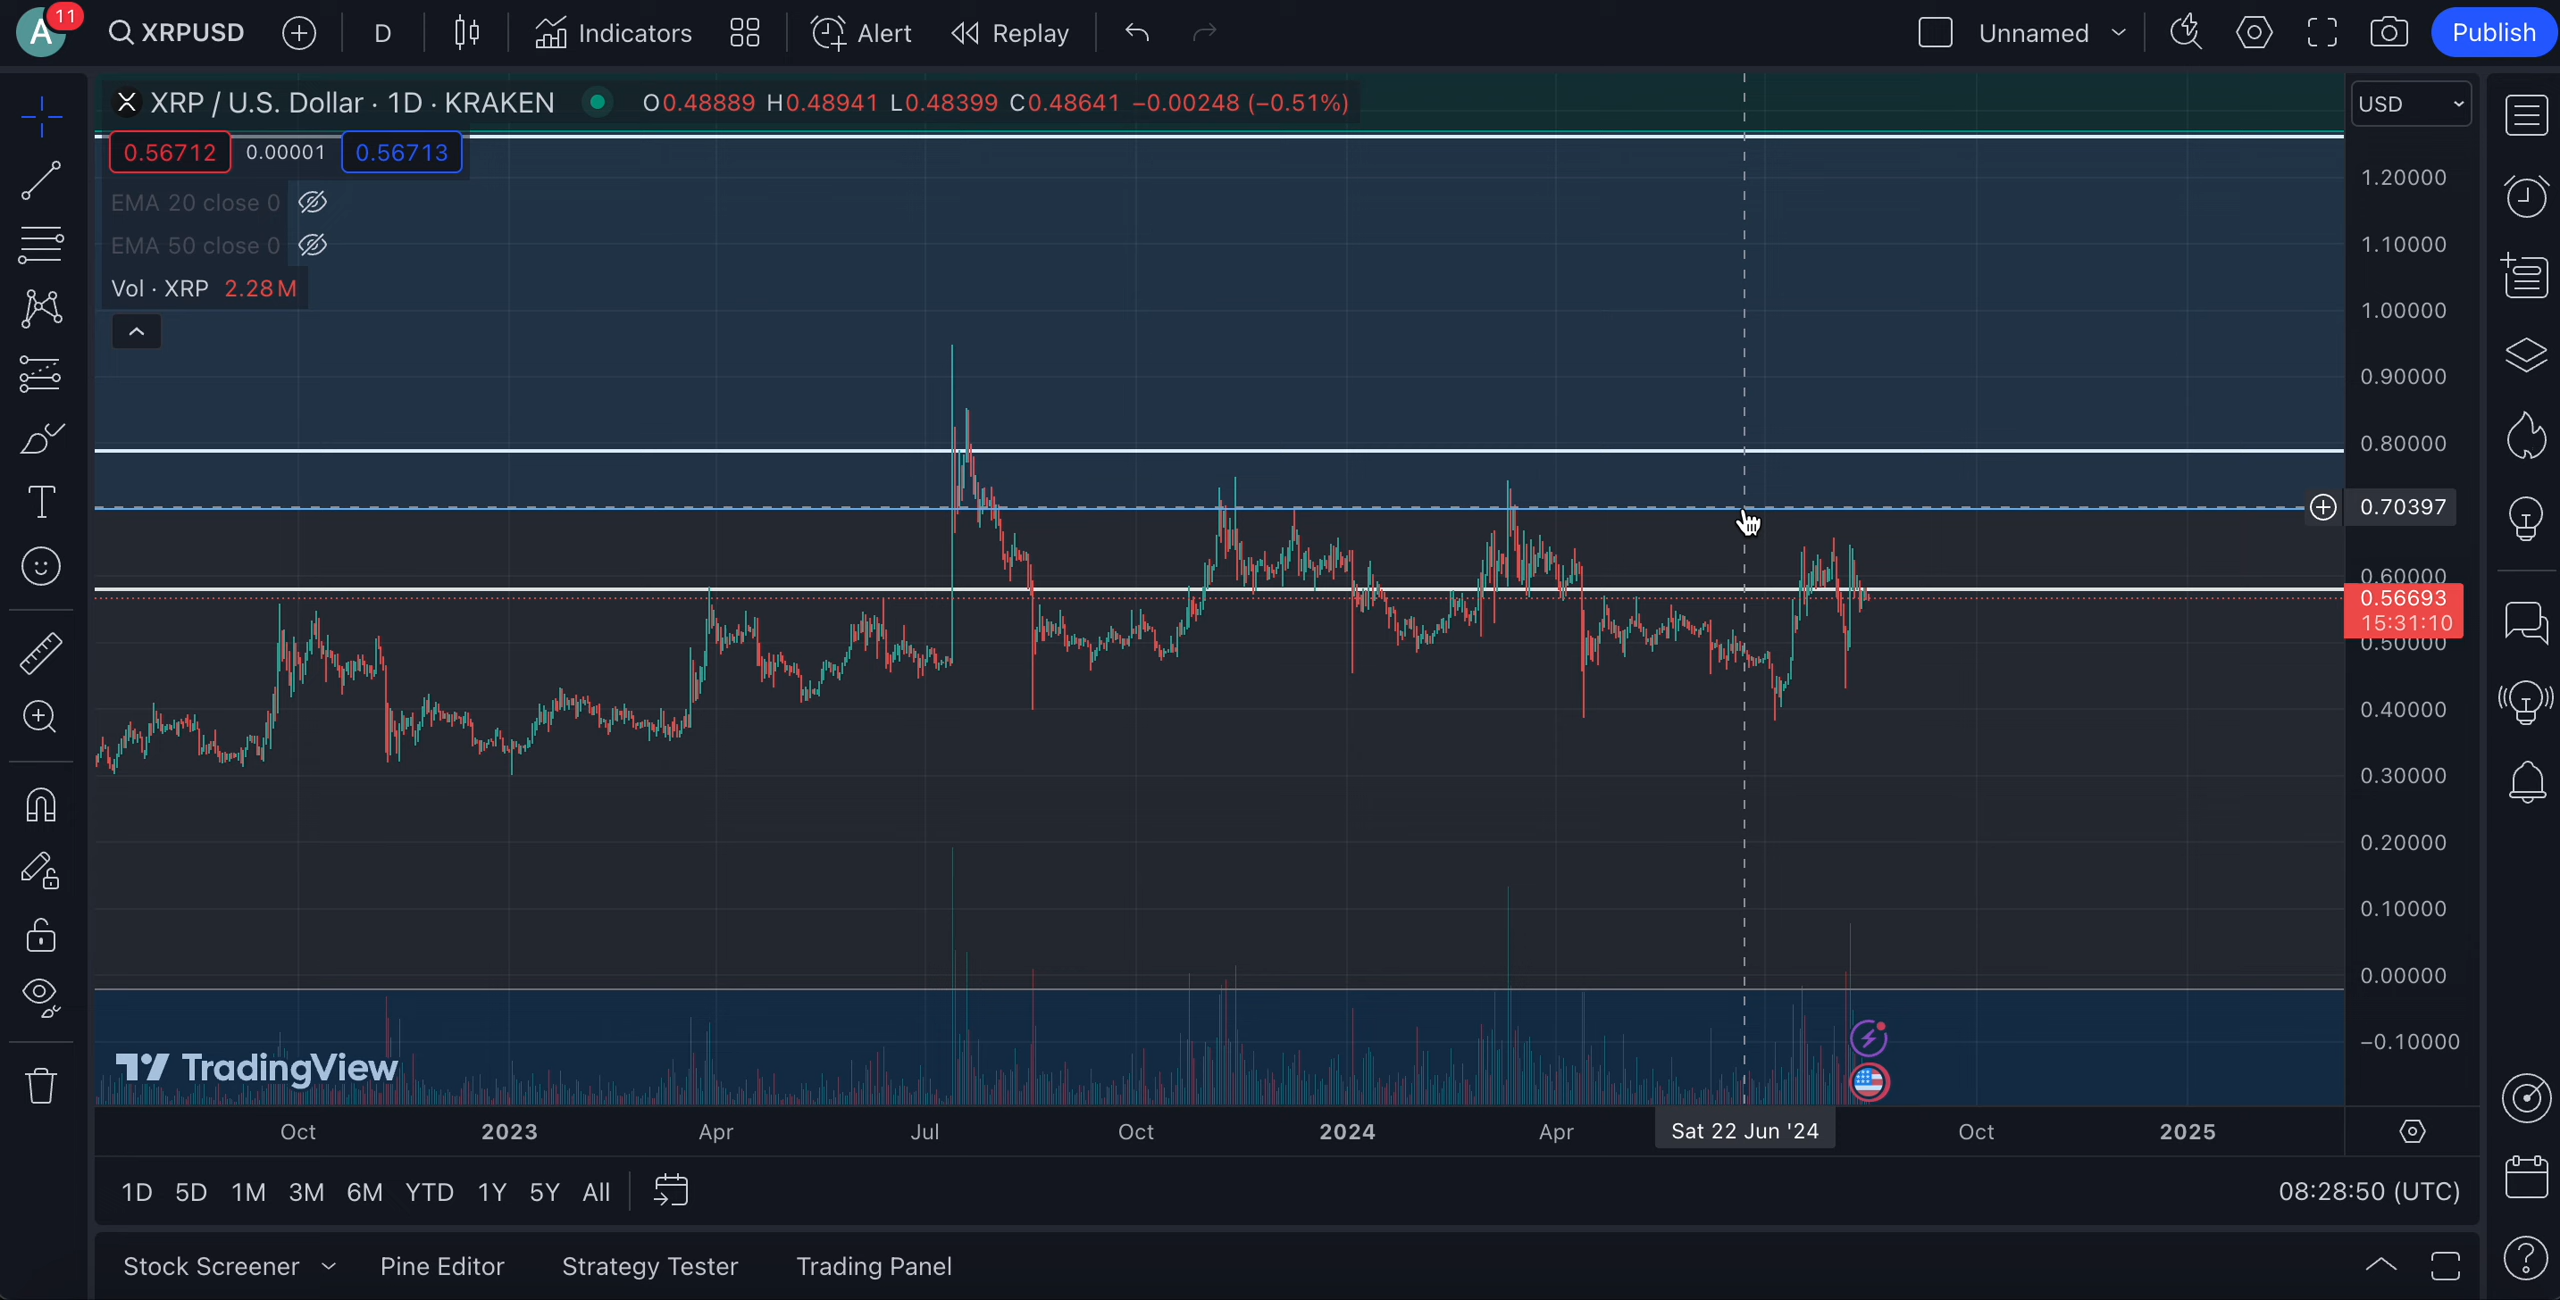 A 11 XRPUSD D Indicators Alert Replay Unnamed Publish
XRP / U.S. Dollar · 1D · KRAKEN O0.48889 H0.48941 L0.48399 C0.48641 −0.00248 (−0.51%) USD
0.56712 0.00001 0.56713
EMA 20 close 0
EMA 50 close 0
Vol · XRP 2.28M
1.20000
1.10000
1.00000
0.90000
0.80000
0.70397
0.60000
0.56693
15:31:10
0.50000
0.40000
0.30000
0.20000
0.10000
0.00000
−0.10000
TradingView
Oct 2023 Apr Jul Oct 2024 Apr Sat 22 Jun '24 Oct 2025
1D 5D 1M 3M 6M YTD 1Y 5Y All 08:28:50 (UTC)
Stock Screener Pine Editor Strategy Tester Trading Panel